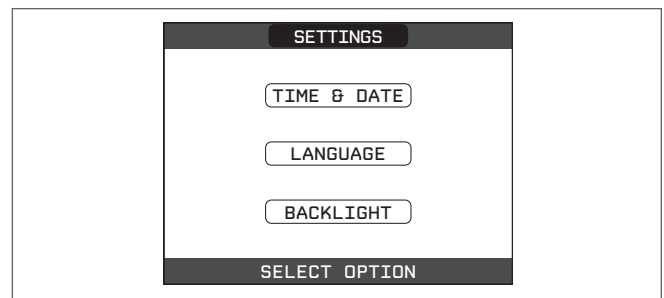 SETTINGS
TIME & DATE
LANGUAGE
BACKLIGHT
SELECT OPTION